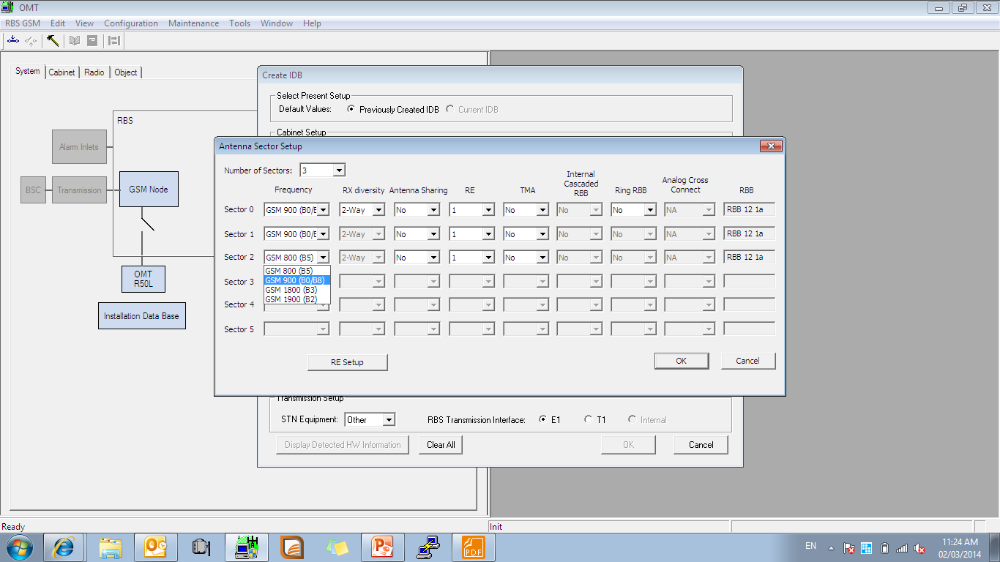 OMT
RBS GSM Edit View Configuration Maintenance Tools Window Help
System Cabinet Radio Object
RBS
Alarm Inlets
BSC Transmission GSM Node
OMT
R50L
Installation Data Base
Create IDB
Select Present Setup
Default Values: Previously Created IDB Current IDB
Cabinet Setup
Antenna Sector Setup
Number of Sectors: 3
Frequency RX diversity Antenna Sharing RE TMA Internal Cascaded RBB Ring RBB Analog Cross Connect RBB
Sector 0 GSM 900 (B0/B 2-Way No 1 No No No NA RBB 12 1a
Sector 1 GSM 900 (B0/B 2-Way No 1 No No No NA RBB 12 1a
Sector 2 GSM 800 (B5) 2-Way No 1 No No No NA RBB 12 1a
GSM 800 (B5)
GSM 900 (B0/B8)
GSM 1800 (B3)
GSM 1900 (B2)
Sector 3
Sector 4
Sector 5
RE Setup OK Cancel
Transmission Setup
STN Equipment: Other RBS Transmission Interface: E1 T1 Internal
Display Detected HW Information Clear All OK Cancel
Ready Init
EN 11:24 AM
02/03/2014
PDF